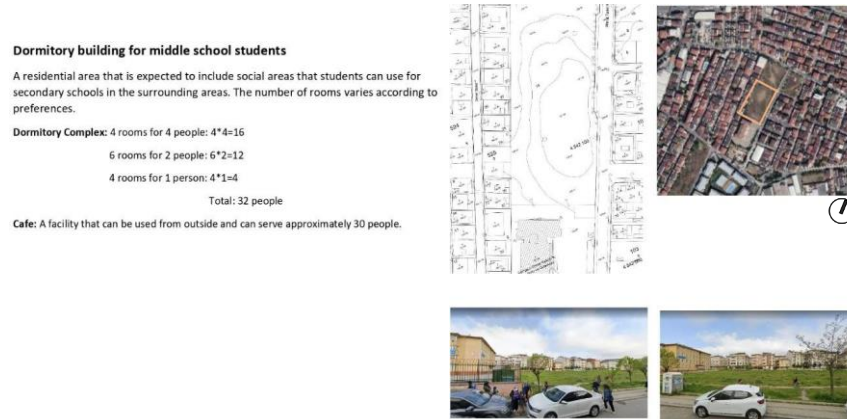 Dormitory building for middle school students
A residential area that is expected to include social areas that students can use for
secondary schools in the surrounding areas. The number of rooms varies according to
preferences.
Dormitory Complex: 4 rooms for 4 people: 4*4=16
6 rooms for 2 people: 6*2=12
4 rooms for 1 person: 4*1=4
Total: 32 people
Cafe: A facility that can be used from outside and can serve approximately 30 people.